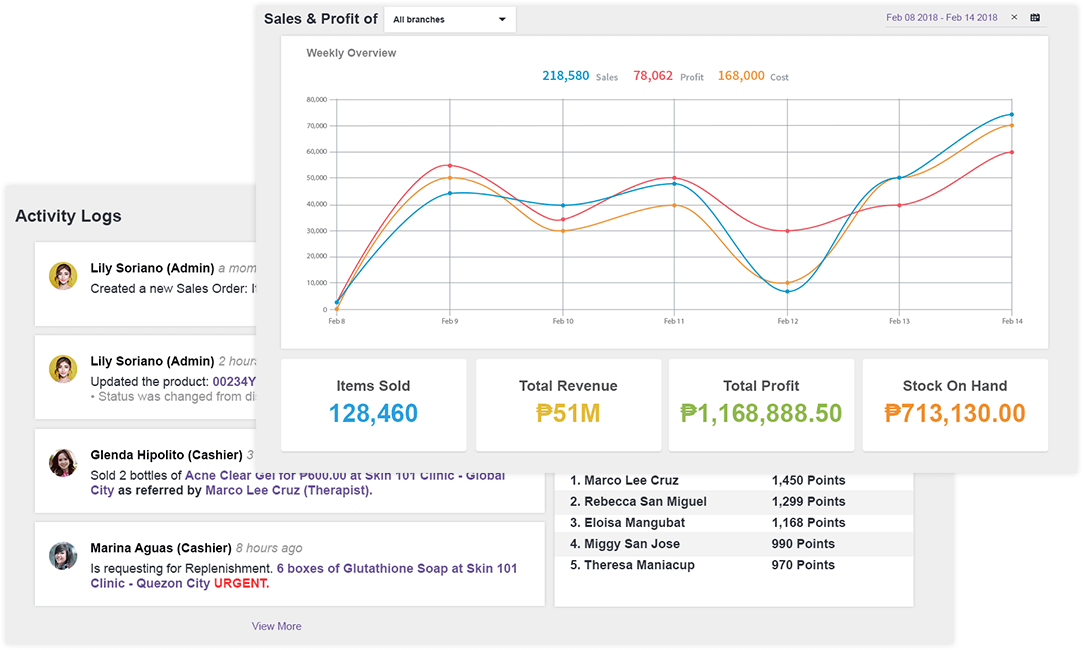 Sales & Profit of All branches Feb 08 2018 - Feb 14 2018 ×
Weekly Overview
218,580 Sales 78,062 Profit 168,000 Cost
80,000
70,000
60,000
50,000
40,000
30,000
20,000
10,000
0
Feb 8 Feb 9 Feb 10 Feb 11 Feb 12 Feb 13 Feb 14
Items Sold
128,460
Total Revenue
₱51M
Total Profit
₱1,168,888.50
Stock On Hand
₱713,130.00
Activity Logs
Lily Soriano (Admin) a mom
Created a new Sales Order:
Lily Soriano (Admin) 2 hours
Updated the product: 00234Y
• Status was changed from
Glenda Hipolito (Cashier) 3
Sold 2 bottles of Acne Clear Gel for ₱600.00 at Skin 101 Clinic - Global
City as referred by Marco Lee Cruz (Therapist).
Marina Aguas (Cashier) 8 hours ago
Is requesting for Replenishment. 6 boxes of Glutathione Soap at Skin 101
Clinic - Quezon City URGENT.
View More
1. Marco Lee Cruz 1,450 Points
2. Rebecca San Miguel 1,299 Points
3. Eloisa Mangubat 1,168 Points
4. Miggy San Jose 990 Points
5. Theresa Maniacup 970 Points